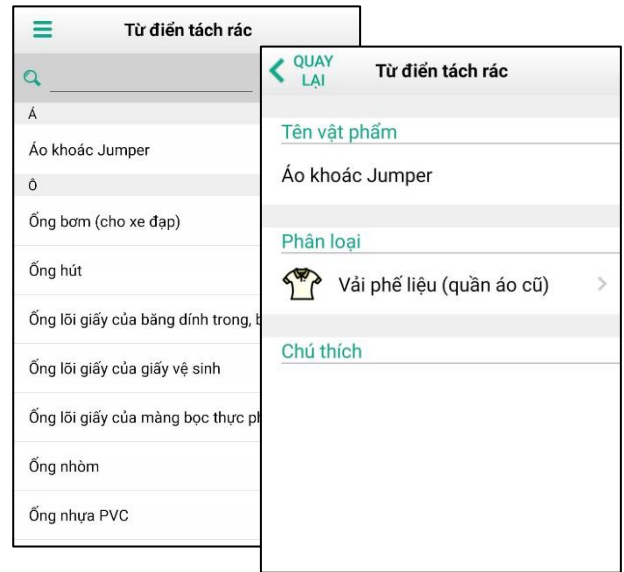 Từ điển tách rác
Á
Áo khoác Jumper
Ô
Ống bơm (cho xe đạp)
Ống hút
Ống lõi giấy của băng dính trong,
Ống lõi giấy của giấy vệ sinh
Ống lõi giấy của màng bọc thực
Ống nhòm
Ống nhựa PVC
QUAY
LẠI
Từ điển tách rác
Tên vật phẩm
Áo khoác Jumper
Phân loại
Vải phế liệu (quần áo cũ)
Chú thích